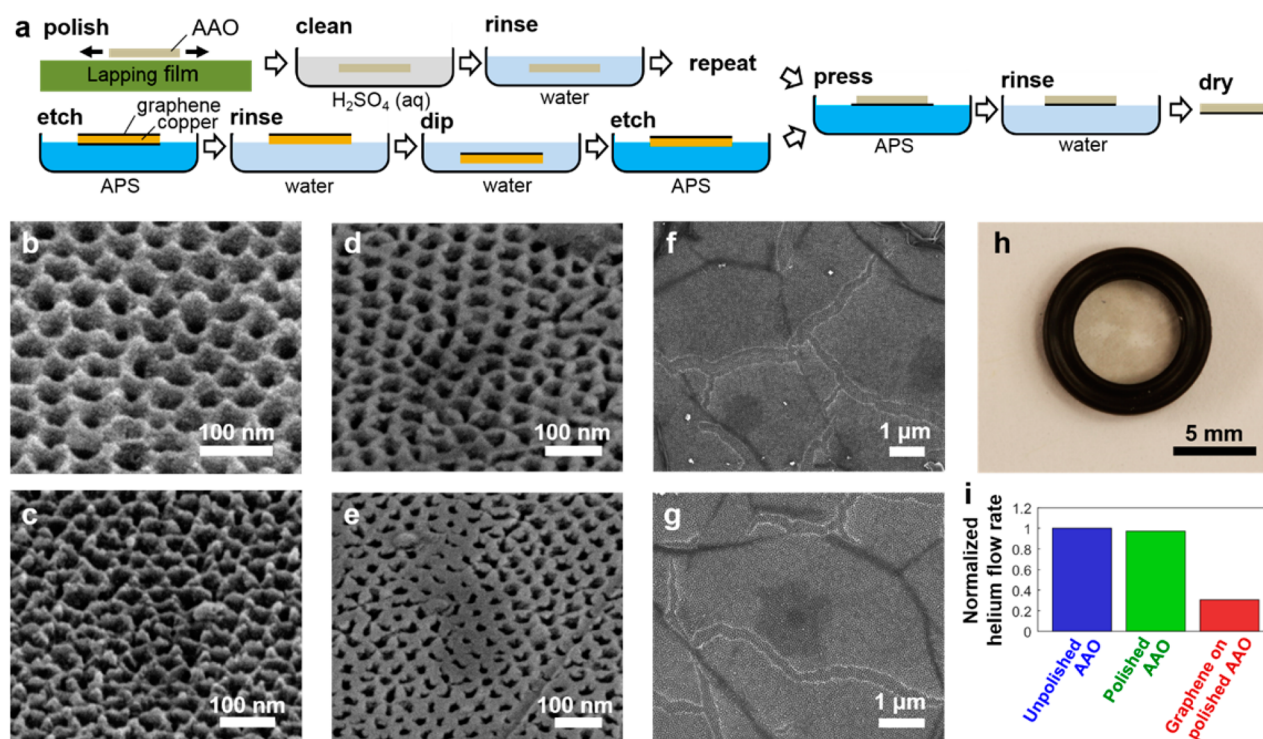 a
polish
AAO
clean
rinse
Lapping film
H₂SO₄ (aq)
water
repeat
press
rinse
dry
APS
water
etch
graphene
copper
rinse
dip
etch
APS
water
water
APS
b
100 nm
c
100 nm
d
100 nm
e
100 nm
f
1 µm
g
1 µm
h
5 mm
i
Normalized
helium flow rate
1.2
1
0.8
0.6
0.4
0.2
0
Unpolished
AAO
Polished
AAO
Graphene on
polished AAO